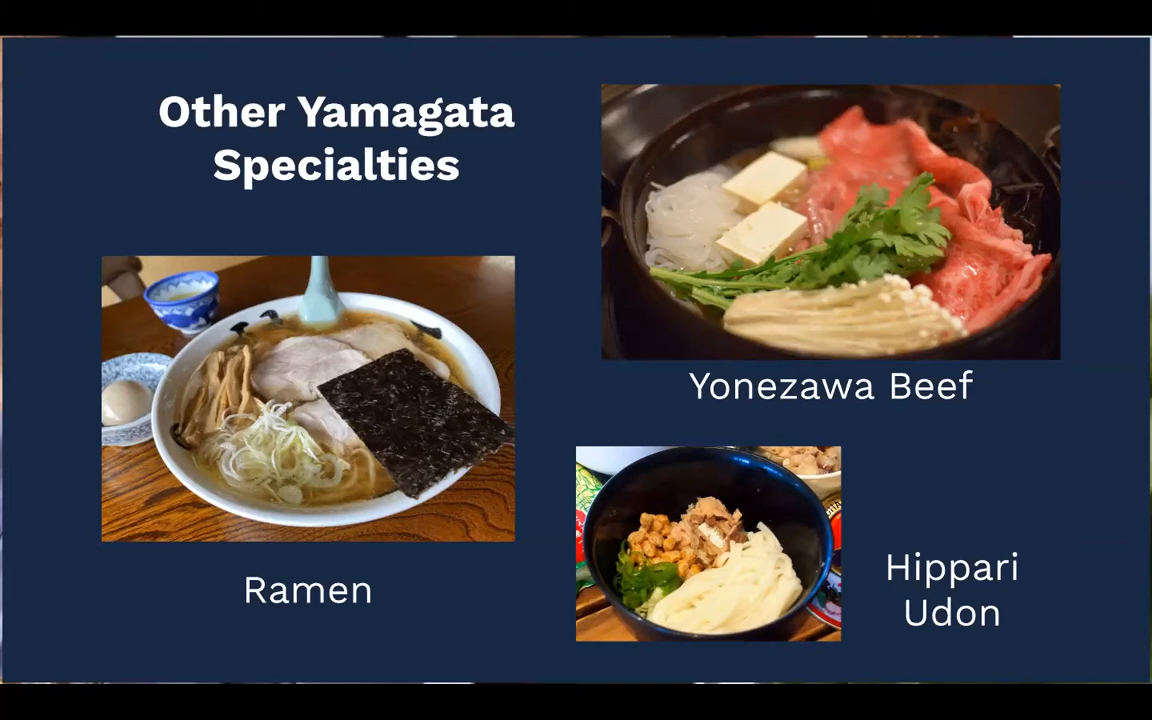 Other Yamagata
Specialties
Yonezawa Beef
Ramen
Hippari
Udon